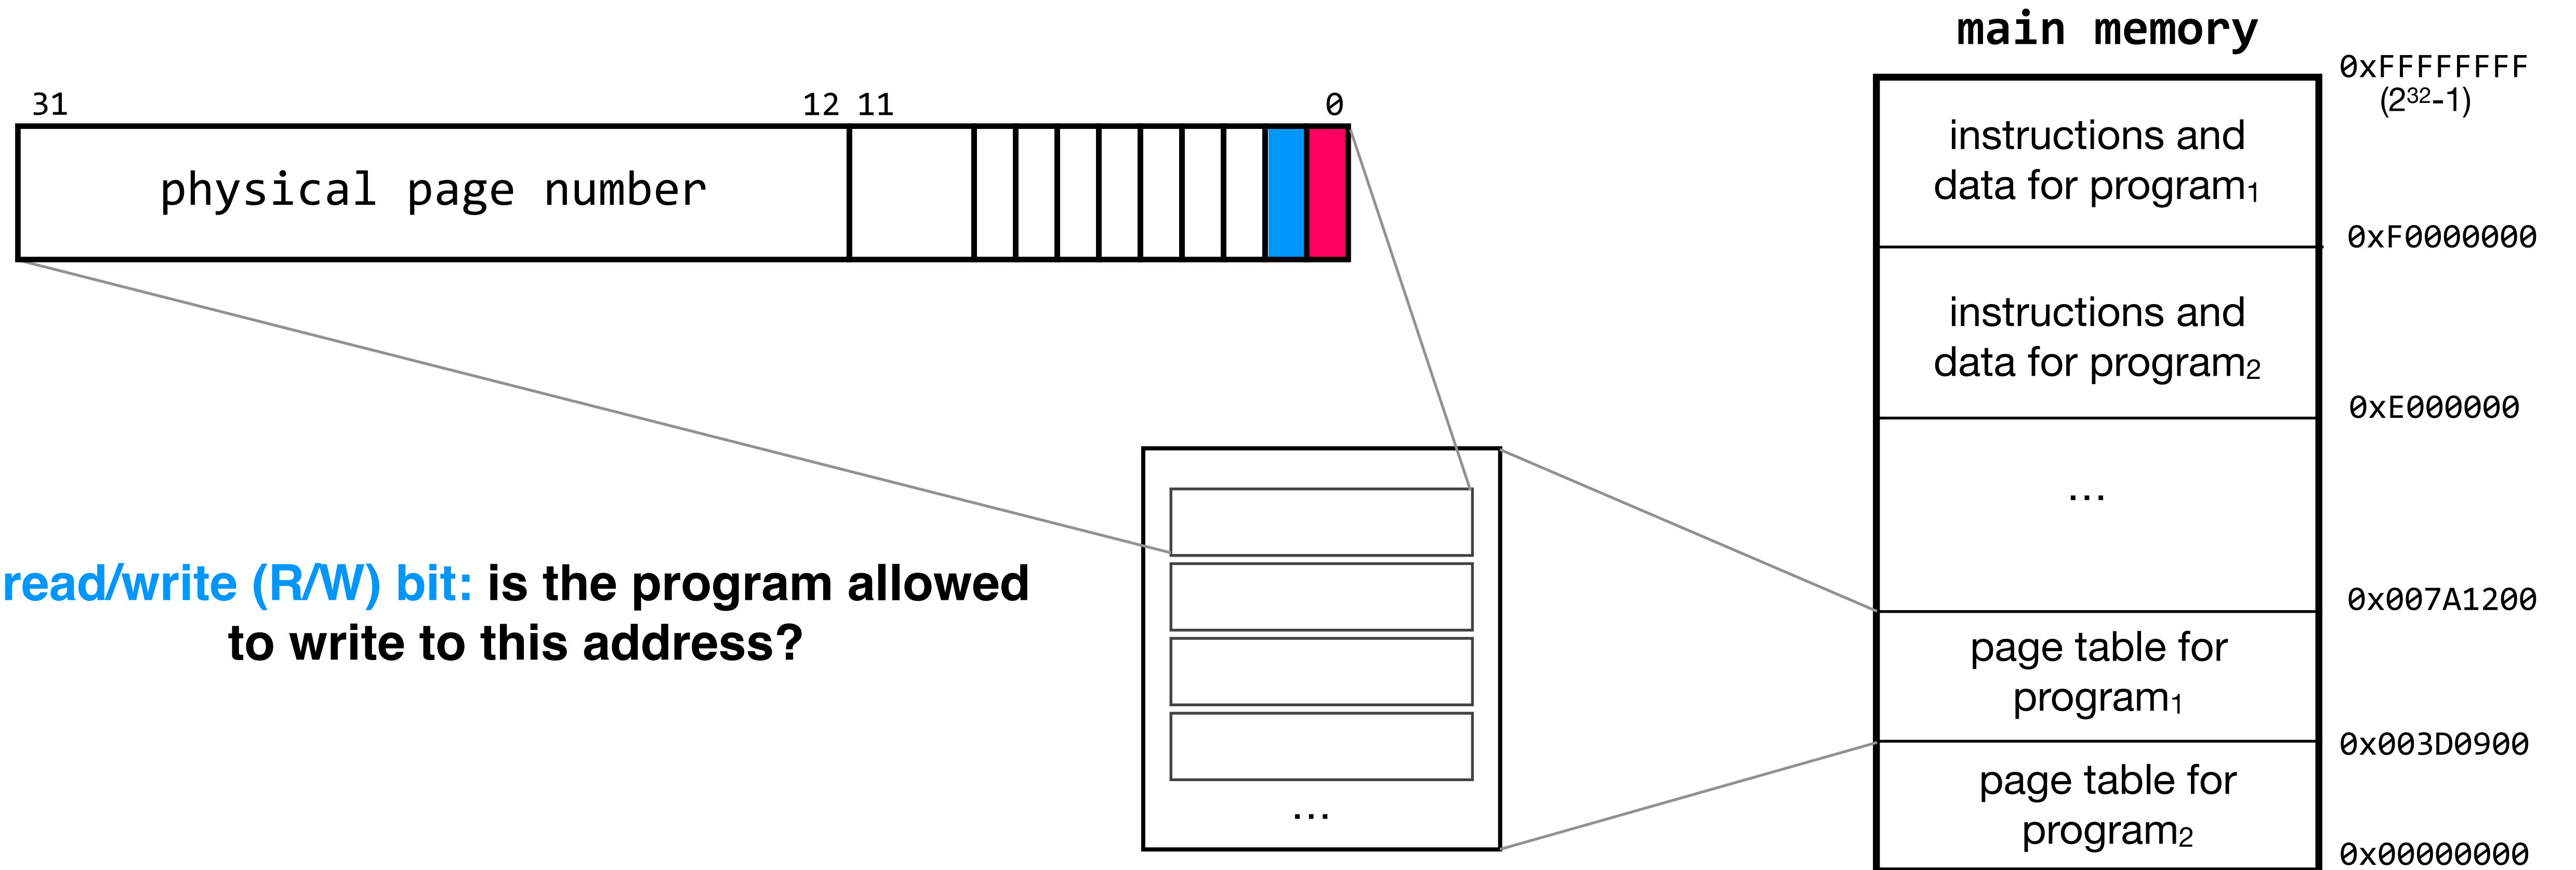 main memory
0xFFFFFFFF
(2³²-1)
31 12 11 0
instructions and
data for program₁
physical page number
0xF0000000
instructions and
data for program₂
0xE000000
...
read/write (R/W) bit: is the program allowed
to write to this address?
0x007A1200
page table for
program₁
0x003D0900
page table for
program₂
...
0x00000000